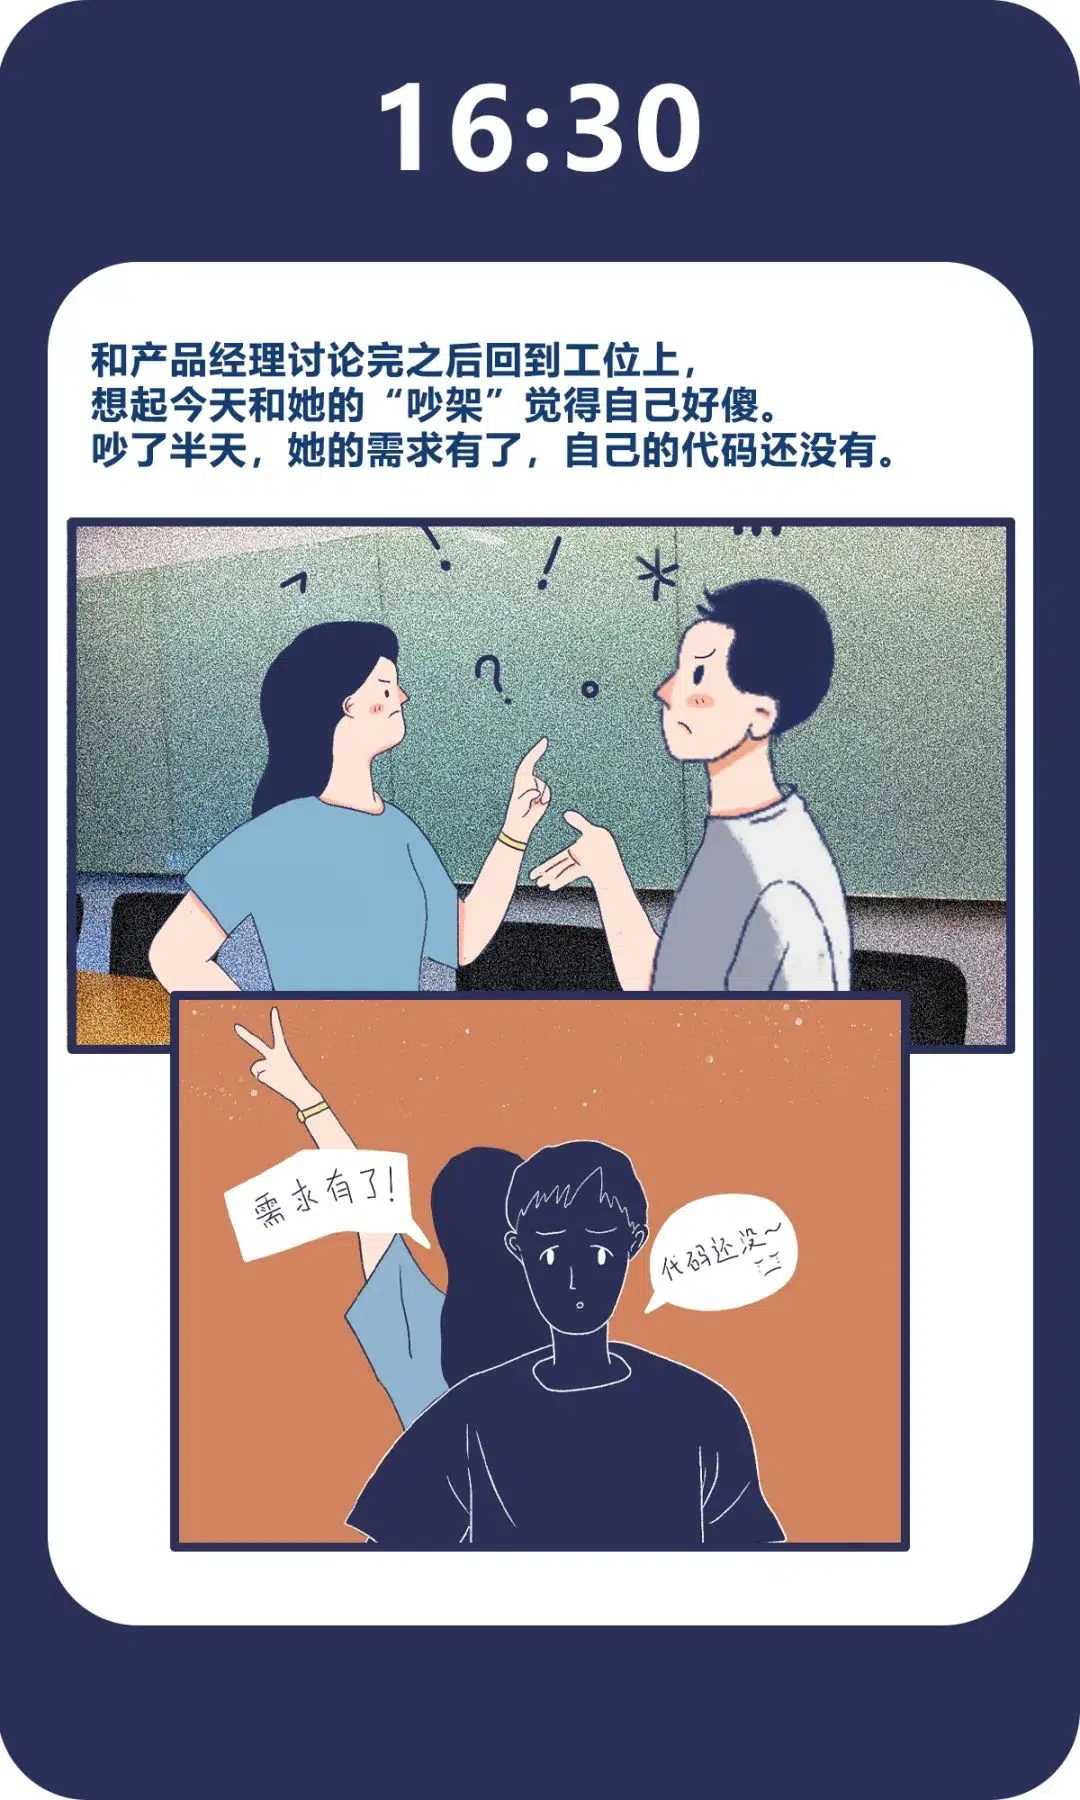 16:30
和产品经理讨论完之后回到工位上，
想起今天和她的“吵架”觉得自己好傻。
吵了半天，她的需求有了，自己的代码还没有。
需求有了!
代码还没~